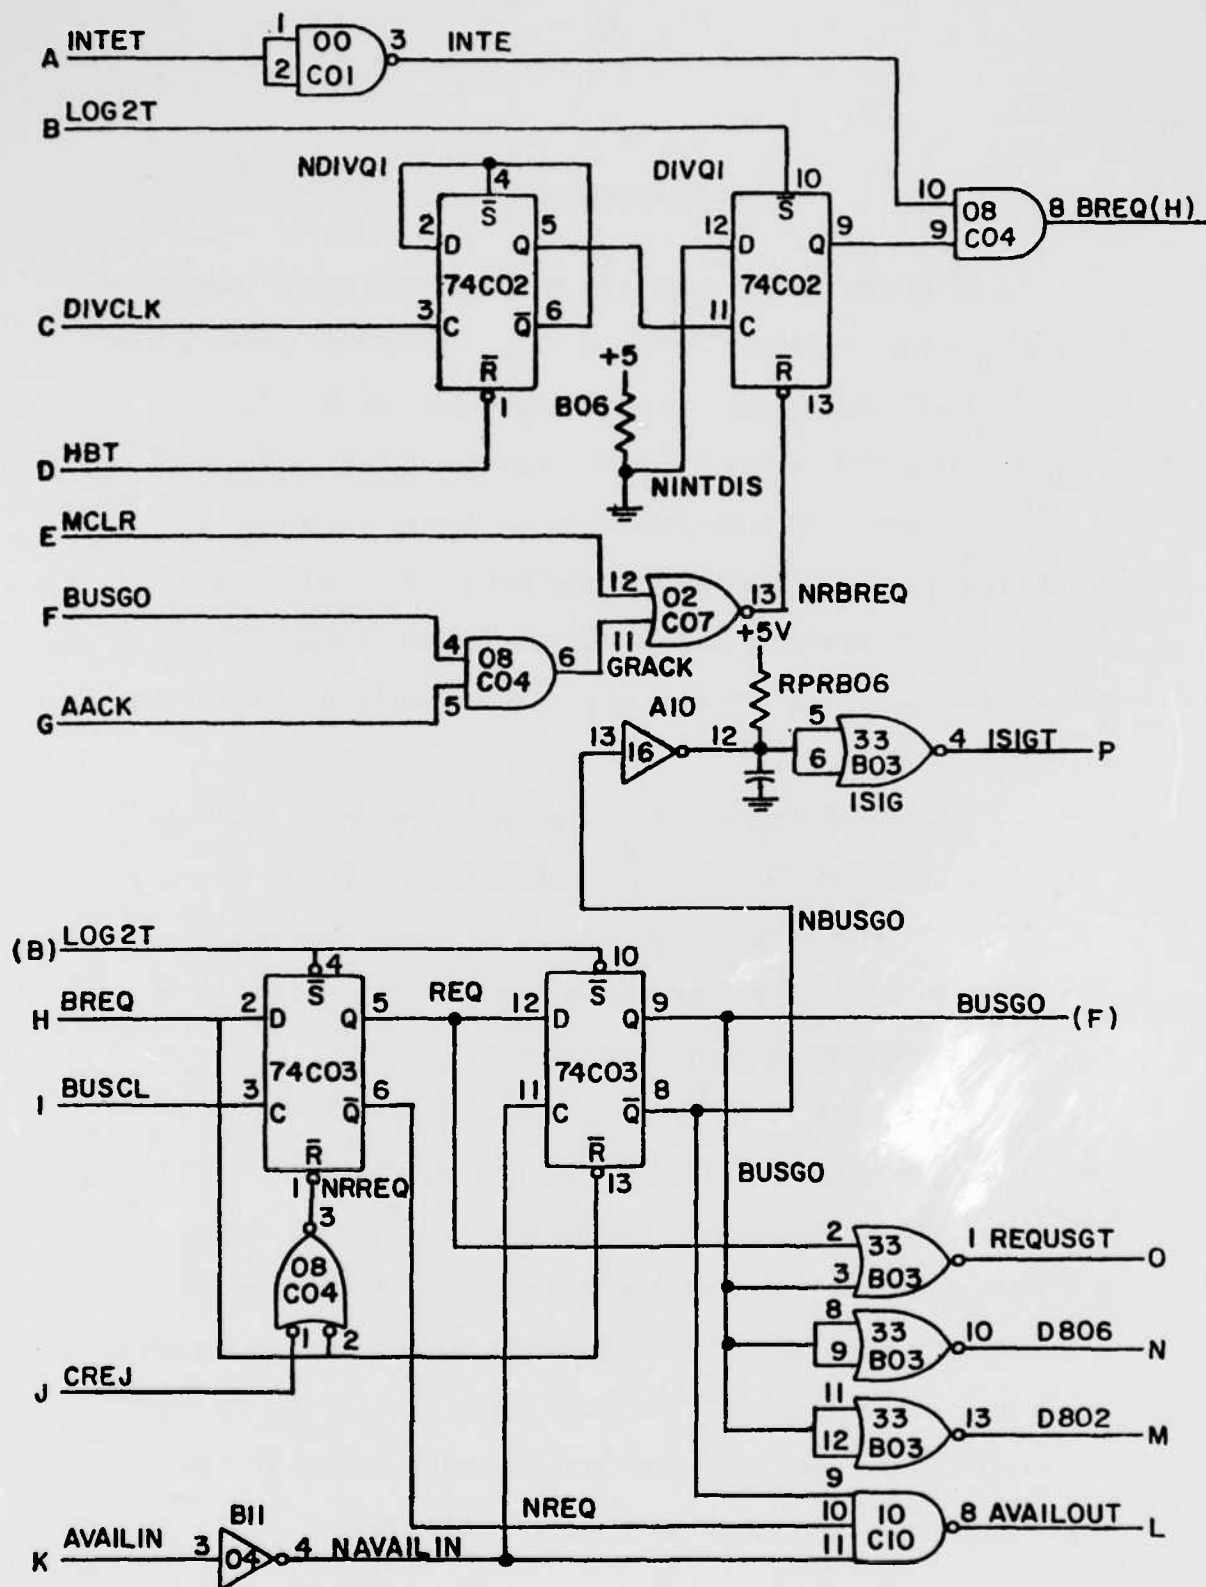 A INTET 1 2 00 C01 3 INTE
B LOG2T
NDIVQ1 4 DIVQ1 10
10 08 C04 8 BREQ(H)
9
2 D S̅ Q 5 74C02 12 D S̅ Q 9 74C02
C DIVCLK 3 C Q̅ 6 11 C
R̅ 1 +5 B06 R̅ 13
D HBT
NINTDIS
E MCLR
12 02 C07 13 NRBREQ
11
F BUSGO
4 08 C04 6 GRACK
5
+5V
RPRB06
G AACK
A10
13 16 12 5 6 33 B03 4 ISIGT P
ISIG
NBUSGO
(B) LOG2T
4 10
H BREQ 2 D S̅ Q 5 REQ 12 D S̅ Q 9 BUSGO (F)
74C03 74C03
I BUSCL 3 C Q̅ 6 11 C Q̅ 8
R̅ R̅
1 NRREQ 13 BUSGO
3
08 C04
1 2
2 3 33 B03 1 REQUSGT O
8 9 33 B03 10 D806 N
J CREJ
11 12 33 B03 13 D802 M
9 10 11 10 C10 8 AVAILOUT L
NREQ
B11
K AVAILIN 3 04 4 NAVAILIN